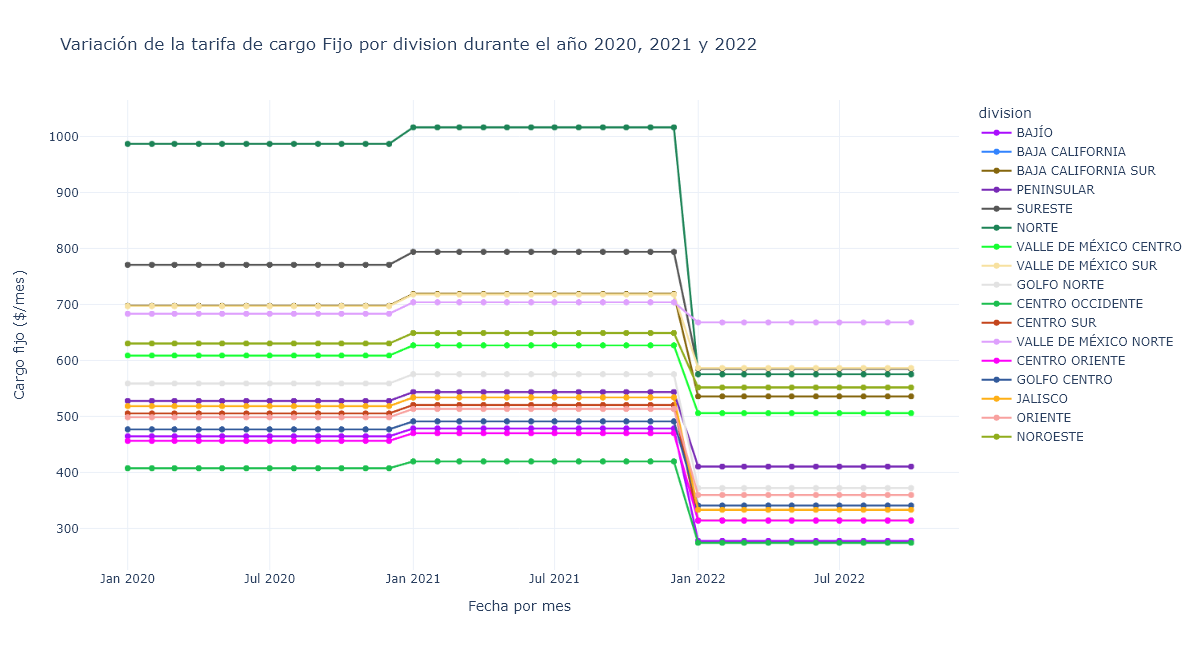 Variación de la tarifa de cargo Fijo por division durante el año 2020, 2021 y 2022
1000
900
800
700
600
500
400
300
Cargo fijo ($/mes)
Jan 2020
Jul 2020
Jan 2021
Jul 2021
Jan 2022
Jul 2022
Fecha por mes
division
BAJÍO
BAJA CALIFORNIA
BAJA CALIFORNIA SUR
PENINSULAR
SURESTE
NORTE
VALLE DE MÉXICO CENTRO
VALLE DE MÉXICO SUR
GOLFO NORTE
CENTRO OCCIDENTE
CENTRO SUR
VALLE DE MÉXICO NORTE
CENTRO ORIENTE
GOLFO CENTRO
JALISCO
ORIENTE
NOROESTE